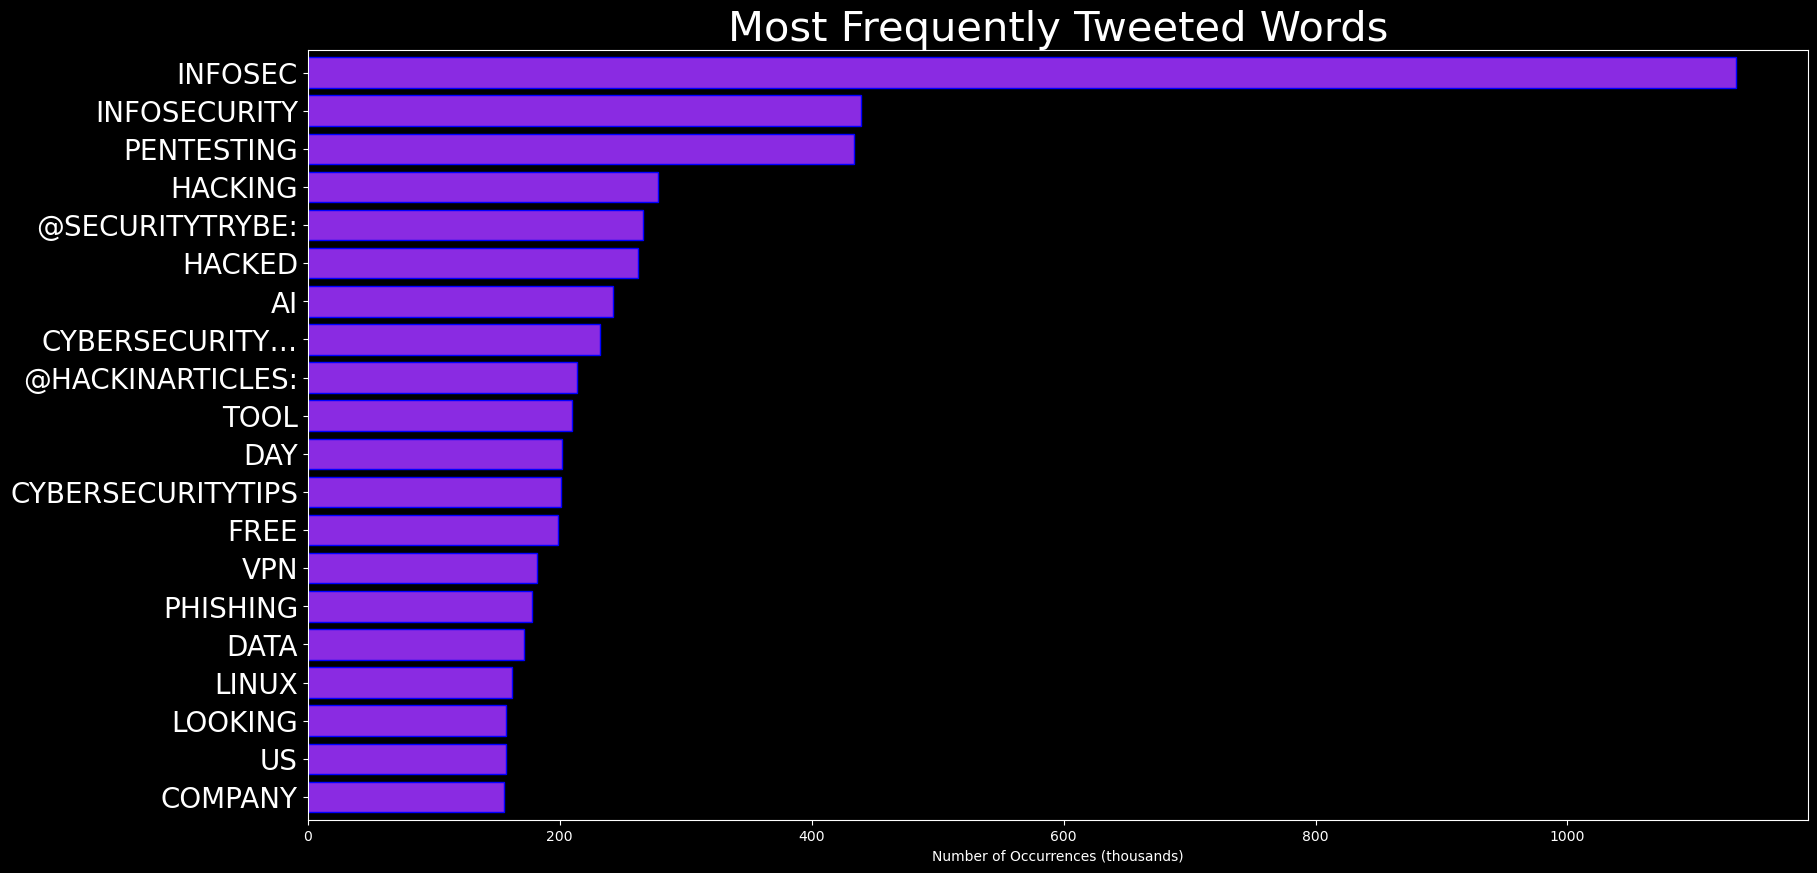 Most Frequently Tweeted Words
INFOSEC
INFOSECURITY
PENTESTING
HACKING
@SECURITYTRYBE:
HACKED
AI
CYBERSECURITY…
@HACKINARTICLES:
TOOL
DAY
CYBERSECURITYTIPS
FREE
VPN
PHISHING
DATA
LINUX
LOOKING
US
COMPANY
0 200 400 600 800 1000
Number of Occurrences (thousands)